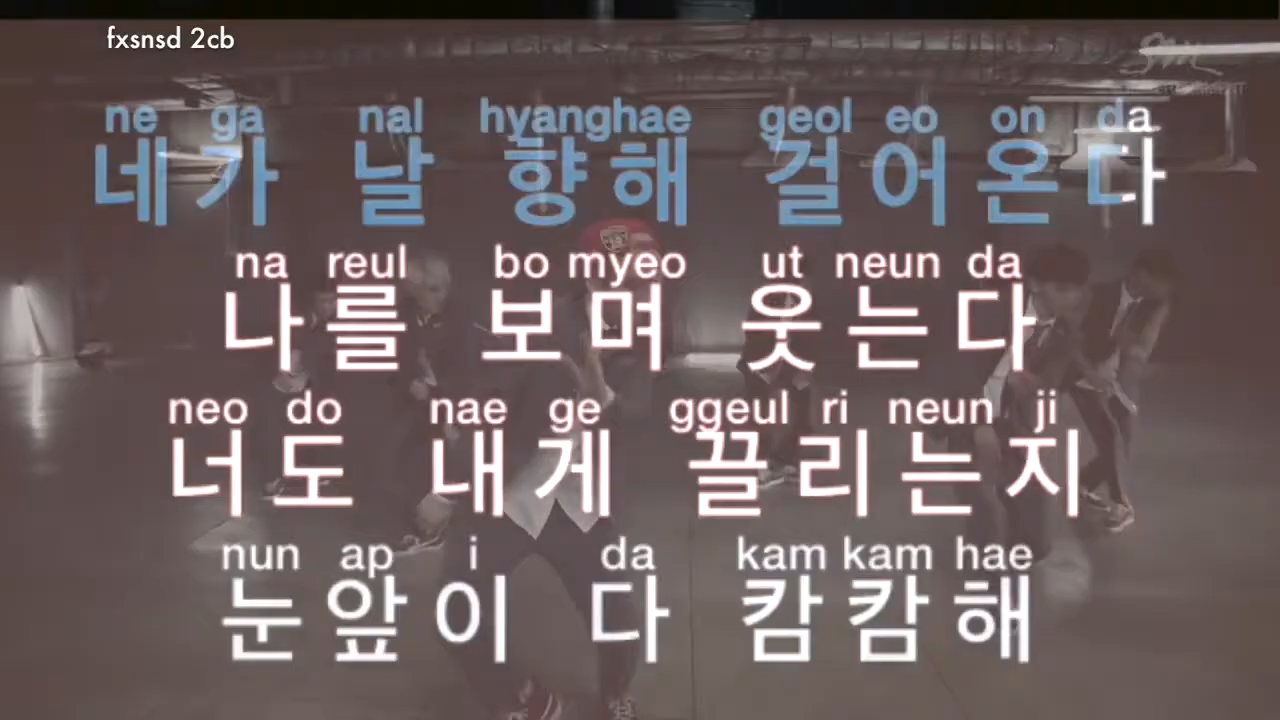 fxsnsd 2cb
SM
ne ga nal hyanghae geol eo on da
네가 날 향해 걸어온다
na reul bo myeo ut neun da
나를 보며 웃는다
neo do nae ge ggeul ri neun ji
너도 내게 끌리는지
nun ap i da kam kam hae
눈앞이 다 캄캄해